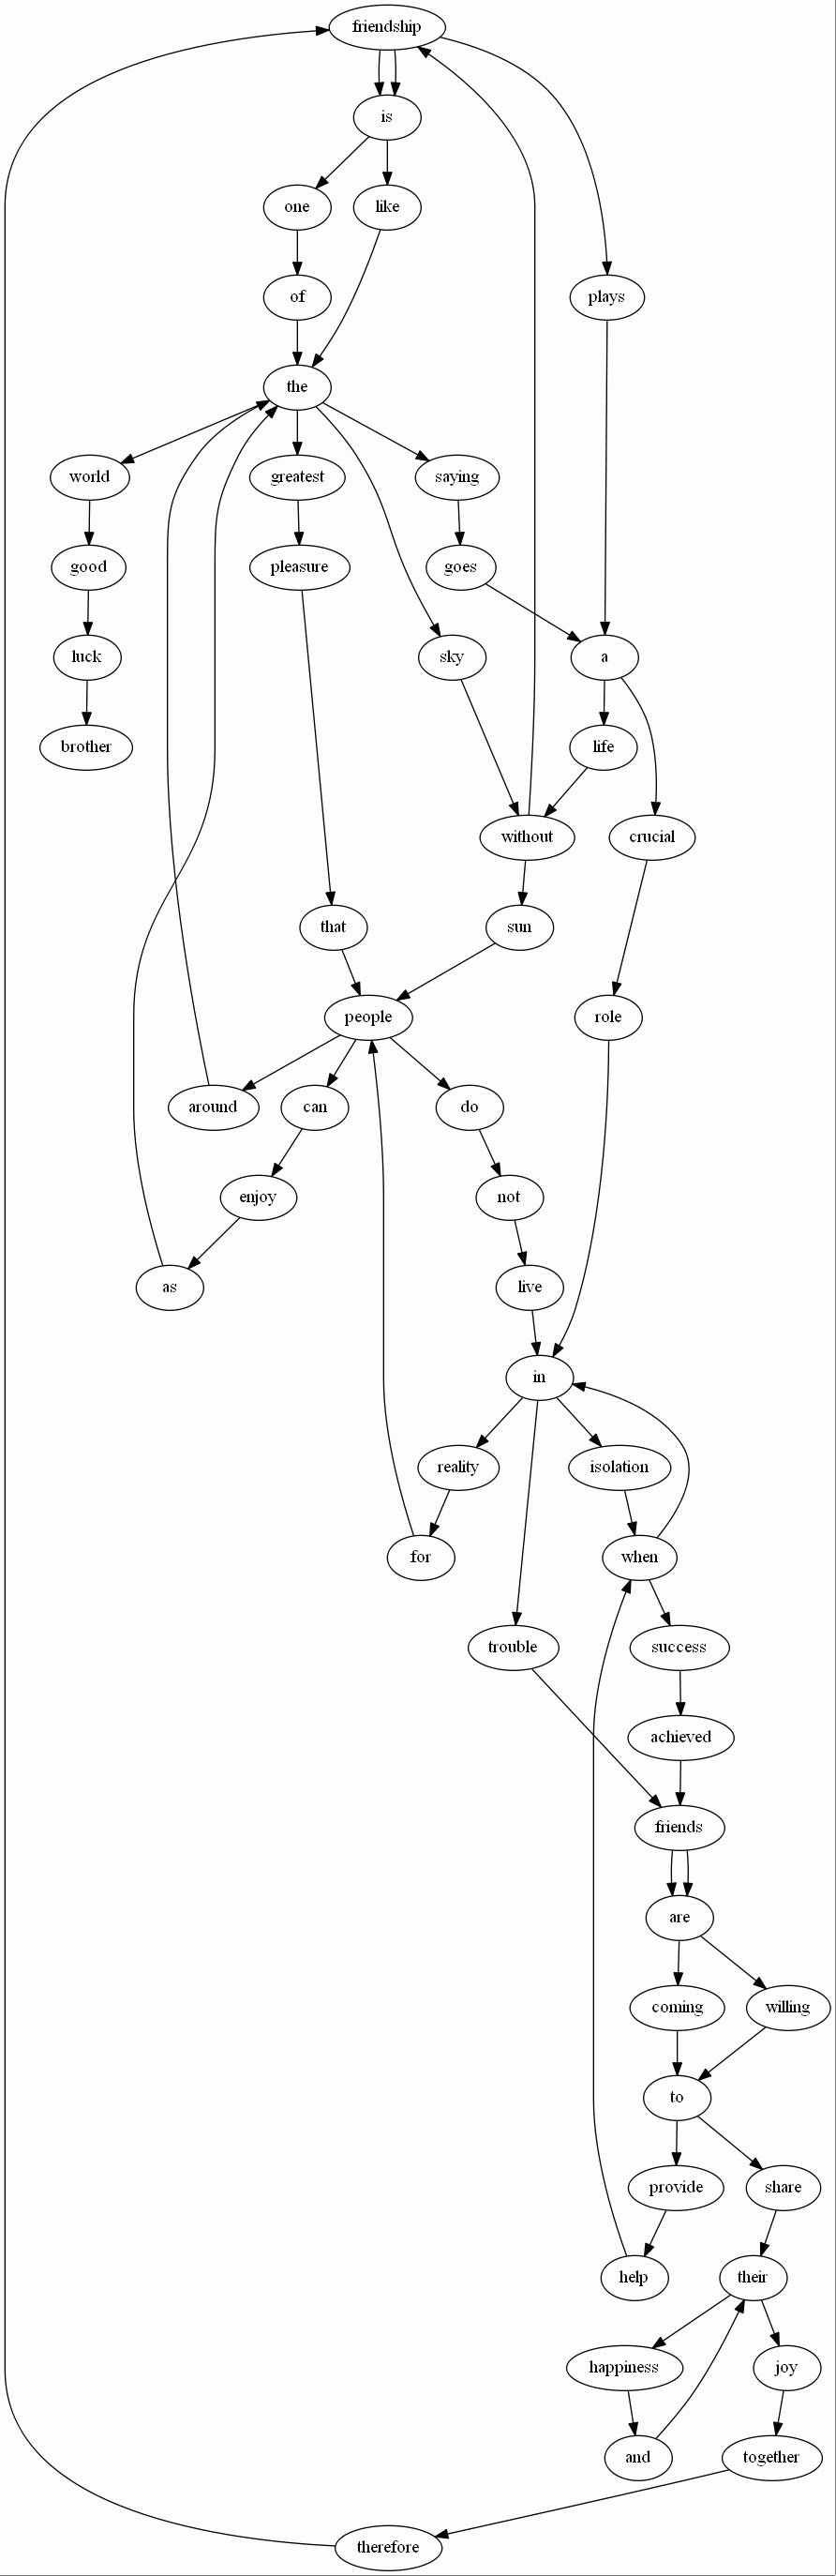 friendship
is
one
like
of
plays
the
world
greatest
saying
good
pleasure
goes
luck
sky
a
brother
life
without
crucial
that
sun
people
role
around
can
do
enjoy
not
as
live
in
reality
isolation
for
when
trouble
success
achieved
friends
are
coming
willing
to
provide
share
help
their
happiness
joy
and
together
therefore